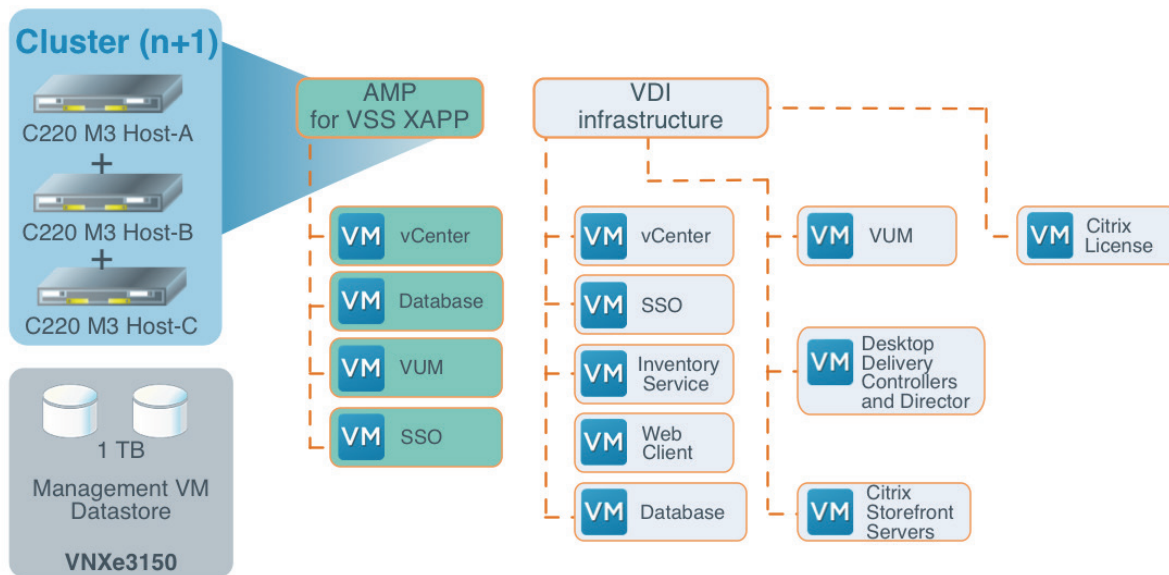 Cluster (n+1)
C220 M3 Host-A
+
C220 M3 Host-B
+
C220 M3 Host-C
1 TB
Management VM
Datastore
VNXe3150
AMP
for VSS XAPP
VM vCenter
VM Database
VM VUM
VM SSO
VDI
infrastructure
VM vCenter
VM SSO
VM Inventory
Service
VM Web
Client
VM Database
VM VUM
VM Desktop
Delivery
Controllers
and Director
VM Citrix
Storefront
Servers
VM Citrix
License